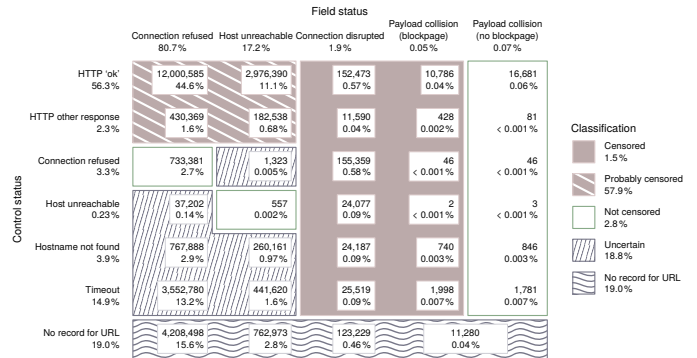 Field status
Connection refused Host unreachable Connection disrupted Payload collision (blockpage) Payload collision (no blockpage)
80.7% 17.2% 1.9% 0.05% 0.07%
HTTP ‘ok’ 12,000,585 2,976,390 152,473 10,786 16,681
56.3% 44.6% 11.1% 0.57% 0.04% 0.06%
HTTP other response 430,369 182,538 11,590 428 81
2.3% 1.6% 0.68% 0.04% 0.002% < 0.001%
Connection refused 733,381 1,323 155,359 46 46
3.3% 2.7% 0.005% 0.58% < 0.001% < 0.001%
Host unreachable 37,202 557 24,077 2 3
0.23% 0.14% 0.002% 0.09% < 0.001% < 0.001%
Hostname not found 767,888 260,161 24,187 740 846
3.9% 2.9% 0.97% 0.09% 0.003% 0.003%
Timeout 3,552,780 441,620 25,519 1,998 1,781
14.9% 13.2% 1.6% 0.09% 0.007% 0.007%
No record for URL 4,208,498 762,973 123,229 11,280
19.0% 15.6% 2.8% 0.46% 0.04%
Control status
Classification
Censored
1.5%
Probably censored
57.9%
Not censored
2.8%
Uncertain
18.8%
No record for URL
19.0%